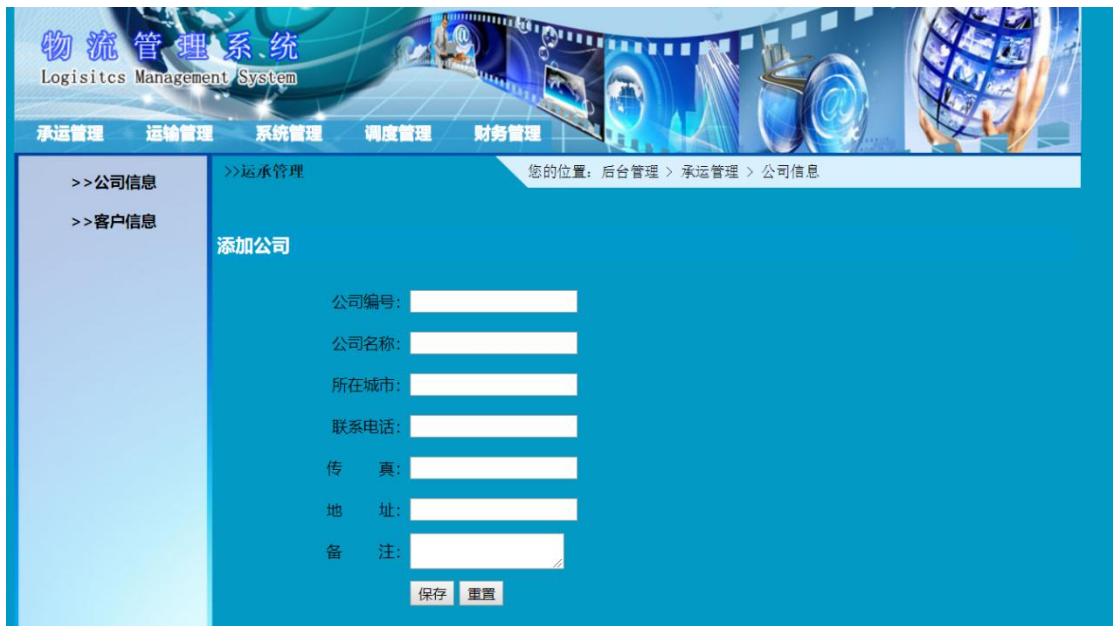 物流管理系统
Logisitcs Management System
承运管理 运输管理 系统管理 调度管理 财务管理
>>公司信息
>>客户信息
>>运承管理
您的位置：后台管理 > 承运管理 > 公司信息
添加公司
公司编号：
公司名称：
所在城市：
联系电话：
传 真：
地 址：
备 注：
保存 重置